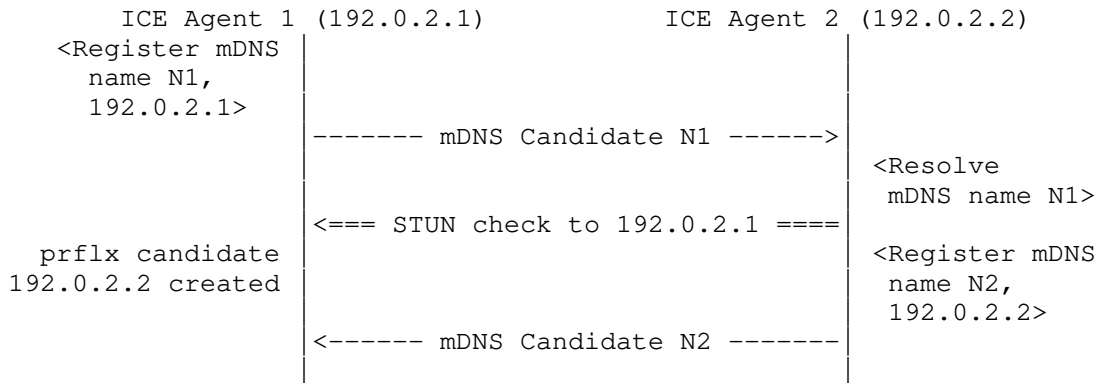 ICE Agent 1 (192.0.2.1)               ICE Agent 2 (192.0.2.2)
<Register mDNS
name N1,
192.0.2.1>
------- mDNS Candidate N1 ------>
<Resolve
mDNS name N1>
<=== STUN check to 192.0.2.1 ====
prflx candidate <Register mDNS
192.0.2.2 created name N2,
192.0.2.2>
<------ mDNS Candidate N2 -------